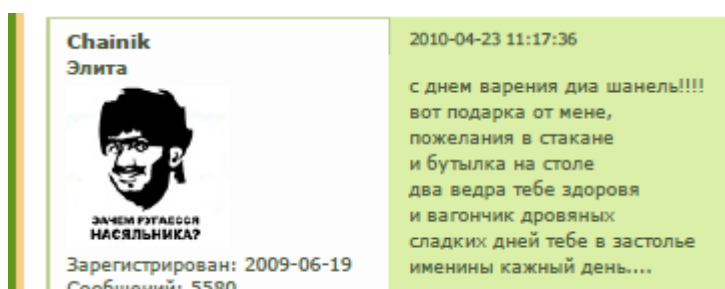 Chainik
Элита
ЗАЧЕМ РУГАЕССЯ
НАСЯЛЬНИКА?
Зарегистрирован: 2009-06-19
Сообщений: 5580
2010-04-23 11:17:36
с днем варения диа шанель!!!!
вот подарка от мене,
пожелания в стакане
и бутылка на столе
два ведра тебе здоровя
и вагончик дровяных
сладких дней тебе в застолье
именины кажный день....